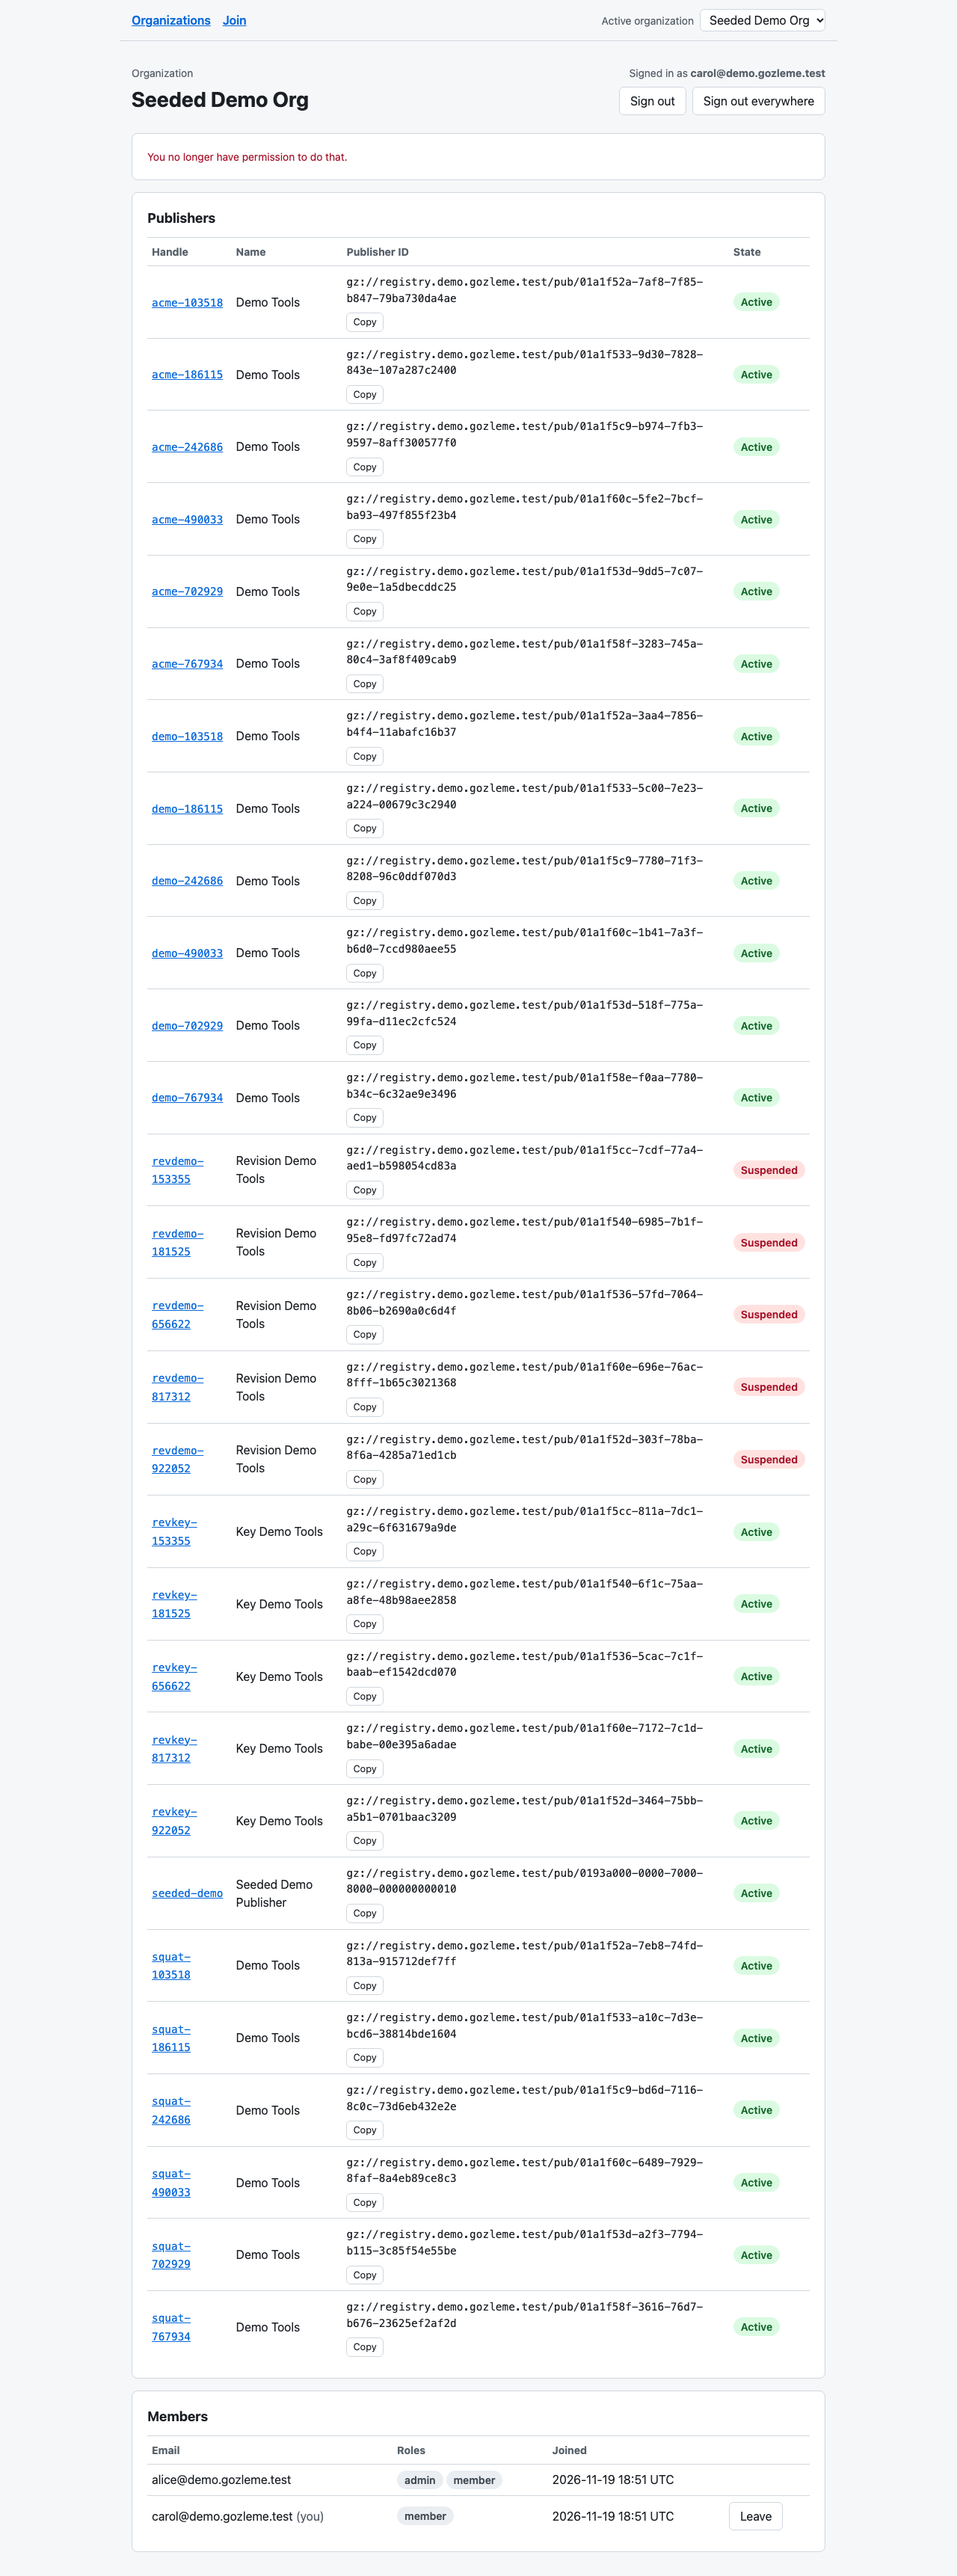 Organizations Join Active organization Seeded Demo Org
Organization Signed in as carol@demo.gozleme.test
Seeded Demo Org Sign out Sign out everywhere
You no longer have permission to do that.
Publishers
Handle Name Publisher ID State
acme-103518 Demo Tools gz://registry.demo.gozleme.test/pub/01a1f52a-7af8-7f85-
b847-79ba730da4ae Active
Copy
acme-186115 Demo Tools gz://registry.demo.gozleme.test/pub/01a1f533-9d30-7828-
843e-107a287c2400 Active
Copy
acme-242686 Demo Tools gz://registry.demo.gozleme.test/pub/01a1f5c9-b974-7fb3-
9597-8aff300577f0 Active
Copy
acme-490033 Demo Tools gz://registry.demo.gozleme.test/pub/01a1f60c-5fe2-7bcf-
ba93-497f855f23b4 Active
Copy
acme-702929 Demo Tools gz://registry.demo.gozleme.test/pub/01a1f53d-9dd5-7c07-
9e0e-1a5dbecddc25 Active
Copy
acme-767934 Demo Tools gz://registry.demo.gozleme.test/pub/01a1f58f-3283-745a-
80c4-3af8f409cab9 Active
Copy
demo-103518 Demo Tools gz://registry.demo.gozleme.test/pub/01a1f52a-3aa4-7856-
b4f4-11abafc16b37 Active
Copy
demo-186115 Demo Tools gz://registry.demo.gozleme.test/pub/01a1f533-5c00-7e23-
a224-00679c3c2940 Active
Copy
demo-242686 Demo Tools gz://registry.demo.gozleme.test/pub/01a1f5c9-7780-71f3-
8208-96c0ddf070d3 Active
Copy
demo-490033 Demo Tools gz://registry.demo.gozleme.test/pub/01a1f60c-1b41-7a3f-
b6d0-7ccd980aee55 Active
Copy
demo-702929 Demo Tools gz://registry.demo.gozleme.test/pub/01a1f53d-518f-775a-
99fa-d11ec2cfc524 Active
Copy
demo-767934 Demo Tools gz://registry.demo.gozleme.test/pub/01a1f58e-f0aa-7780-
b34c-6c32ae9e3496 Active
Copy
revdemo- Revision Demo gz://registry.demo.gozleme.test/pub/01a1f5cc-7cdf-77a4-
153355 Tools aed1-b598054cd83a Suspended
Copy
revdemo- Revision Demo gz://registry.demo.gozleme.test/pub/01a1f540-6985-7b1f-
181525 Tools 95e8-fd97fc72ad74 Suspended
Copy
revdemo- Revision Demo gz://registry.demo.gozleme.test/pub/01a1f536-57fd-7064-
656622 Tools 8b06-b2690a0c6d4f Suspended
Copy
revdemo- Revision Demo gz://registry.demo.gozleme.test/pub/01a1f60e-696e-76ac-
817312 Tools 8fff-1b65c3021368 Suspended
Copy
revdemo- Revision Demo gz://registry.demo.gozleme.test/pub/01a1f52d-303f-78ba-
922052 Tools 8f6a-4285a71ed1cb Suspended
Copy
revkey- Key Demo Tools gz://registry.demo.gozleme.test/pub/01a1f5cc-811a-7dc1-
153355 a29c-6f631679a9de Active
Copy
revkey- Key Demo Tools gz://registry.demo.gozleme.test/pub/01a1f540-6f1c-75aa-
181525 a8fe-48b98aee2858 Active
Copy
revkey- Key Demo Tools gz://registry.demo.gozleme.test/pub/01a1f536-5cac-7c1f-
656622 baab-ef1542dcd070 Active
Copy
revkey- Key Demo Tools gz://registry.demo.gozleme.test/pub/01a1f60e-7172-7c1d-
817312 babe-00e395a6adae Active
Copy
revkey- Key Demo Tools gz://registry.demo.gozleme.test/pub/01a1f52d-3464-75bb-
922052 a5b1-0701baac3209 Active
Copy
seeded-demo Seeded Demo gz://registry.demo.gozleme.test/pub/0193a000-0000-7000-
Publisher 8000-000000000010 Active
Copy
squat- Demo Tools gz://registry.demo.gozleme.test/pub/01a1f52a-7eb8-74fd-
103518 813a-915712def7ff Active
Copy
squat- Demo Tools gz://registry.demo.gozleme.test/pub/01a1f533-a10c-7d3e-
186115 bcd6-38814bde1604 Active
Copy
squat- Demo Tools gz://registry.demo.gozleme.test/pub/01a1f5c9-bd6d-7116-
242686 8c0c-73d6eb432e2e Active
Copy
squat- Demo Tools gz://registry.demo.gozleme.test/pub/01a1f60c-6489-7929-
490033 8faf-8a4eb89ce8c3 Active
Copy
squat- Demo Tools gz://registry.demo.gozleme.test/pub/01a1f53d-a2f3-7794-
702929 b115-3c85f54e55be Active
Copy
squat- Demo Tools gz://registry.demo.gozleme.test/pub/01a1f58f-3616-76d7-
767934 b676-23625ef2af2d Active
Copy
Members
Email Roles Joined
alice@demo.gozleme.test admin member 2026-11-19 18:51 UTC
carol@demo.gozleme.test (you) member 2026-11-19 18:51 UTC Leave